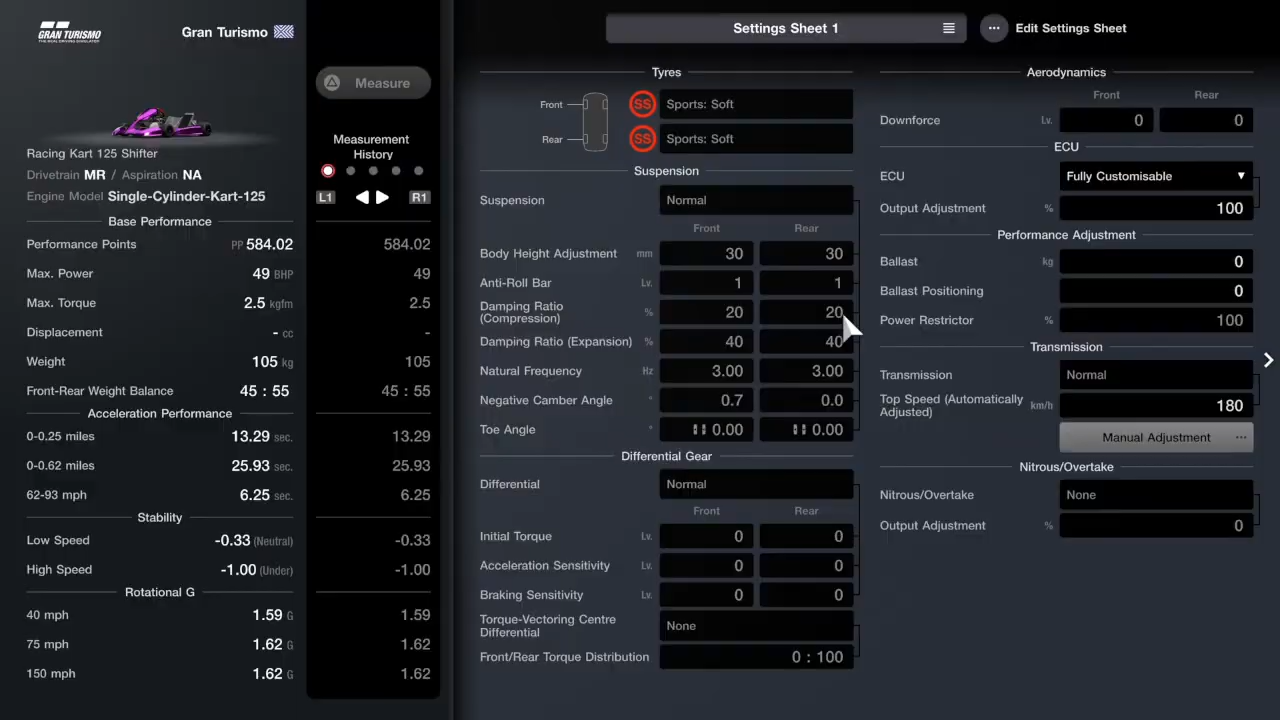 GRAN TURISMO
THE REAL DRIVING SIMULATOR
Gran Turismo
Racing Kart 125 Shifter
Drivetrain MR / Aspiration NA
Engine Model Single-Cylinder-Kart-125
Base Performance
Performance Points PP 584.02
Max. Power 49 BHP
Max. Torque 2.5 kgfm
Displacement - cc
Weight 105 kg
Front-Rear Weight Balance 45 : 55
Acceleration Performance
0-0.25 miles 13.29 sec.
0-0.62 miles 25.93 sec.
62-93 mph 6.25 sec.
Stability
Low Speed -0.33 (Neutral)
High Speed -1.00 (Under)
Rotational G
40 mph 1.59 G
75 mph 1.62 G
150 mph 1.62 G
Measure
Measurement
History
L1 R1
584.02
49
2.5
-
105
45 : 55
13.29
25.93
6.25
-0.33
-1.00
1.59
1.62
1.62
Settings Sheet 1
Edit Settings Sheet
Tyres
Front SS Sports: Soft
Rear SS Sports: Soft
Suspension
Suspension Normal
Front Rear
Body Height Adjustment mm 30 30
Anti-Roll Bar Lv. 1 1
Damping Ratio
(Compression) % 20 20
Damping Ratio (Expansion) % 40 40
Natural Frequency Hz 3.00 3.00
Negative Camber Angle ° 0.7 0.0
Toe Angle ° 0.00 0.00
Differential Gear
Differential Normal
Front Rear
Initial Torque Lv. 0 0
Acceleration Sensitivity Lv. 0 0
Braking Sensitivity Lv. 0 0
Torque-Vectoring Centre
Differential None
Front/Rear Torque Distribution 0 : 100
Aerodynamics
Front Rear
Downforce Lv. 0 0
ECU
ECU Fully Customisable
Output Adjustment % 100
Performance Adjustment
Ballast kg 0
Ballast Positioning 0
Power Restrictor % 100
Transmission
Transmission Normal
Top Speed (Automatically
Adjusted) km/h 180
Manual Adjustment
Nitrous/Overtake
Nitrous/Overtake None
Output Adjustment % 0